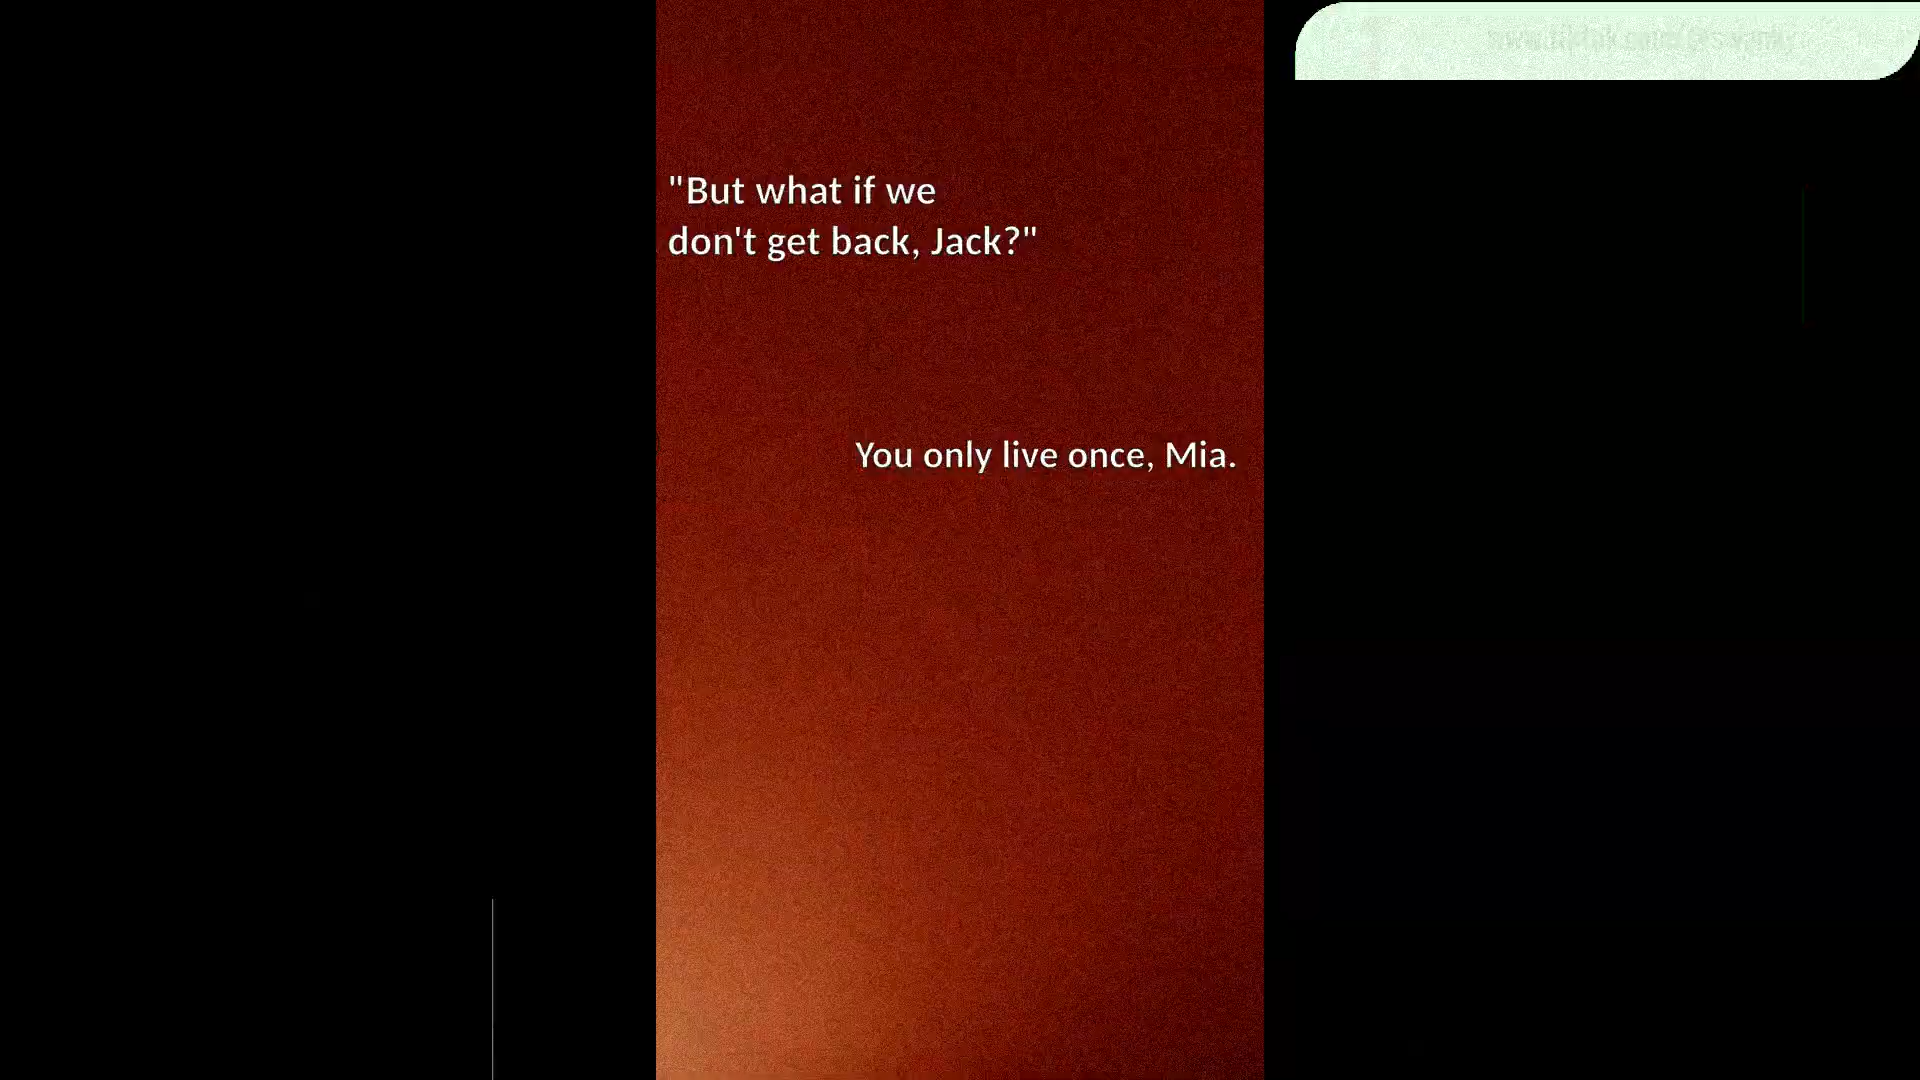 "But what if we
don't get back, Jack?"
You only live once, Mia.